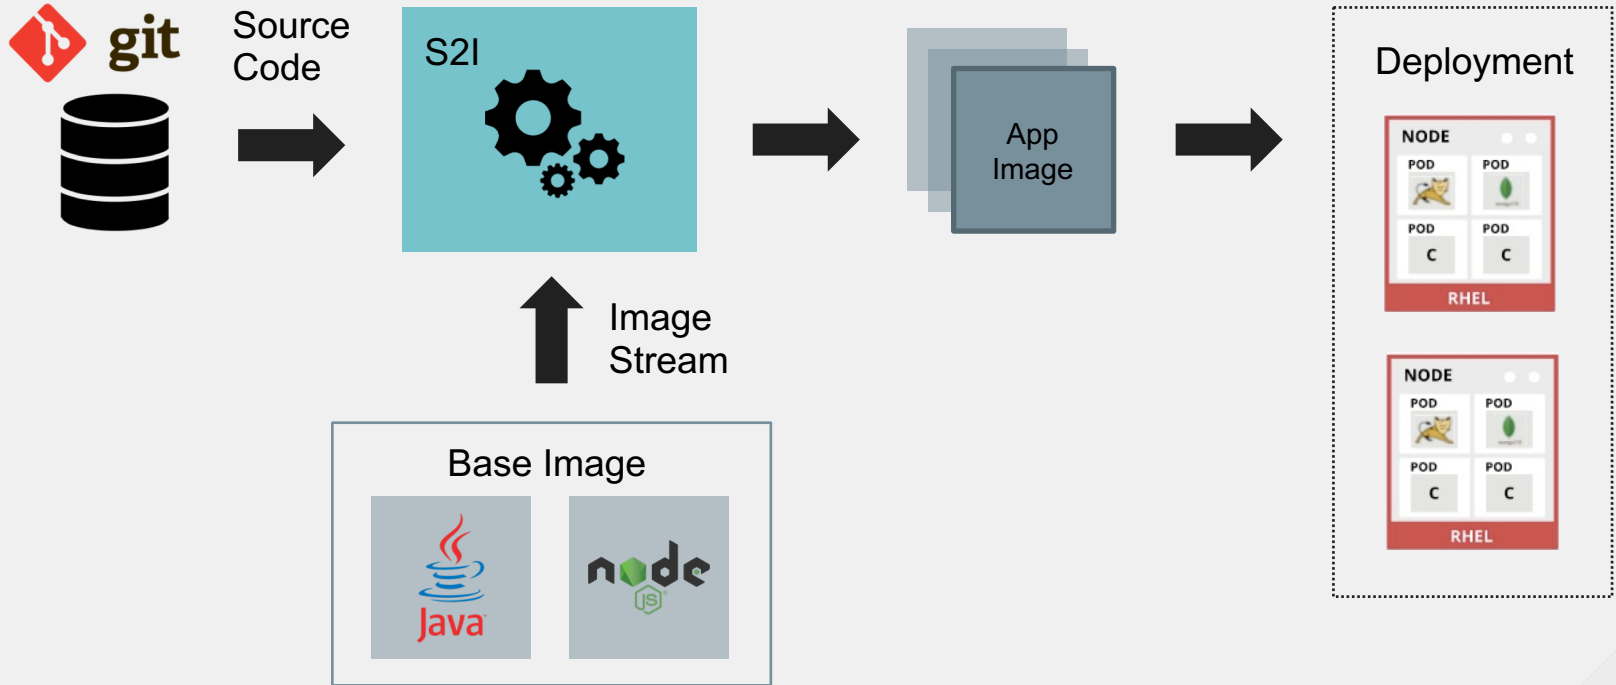 git
Source
Code
S2I
App
Image
Deployment
NODE
POD
POD
POD
POD
C
C
RHEL
NODE
POD
POD
POD
POD
C
C
RHEL
Image
Stream
Base Image
Java
node
JS